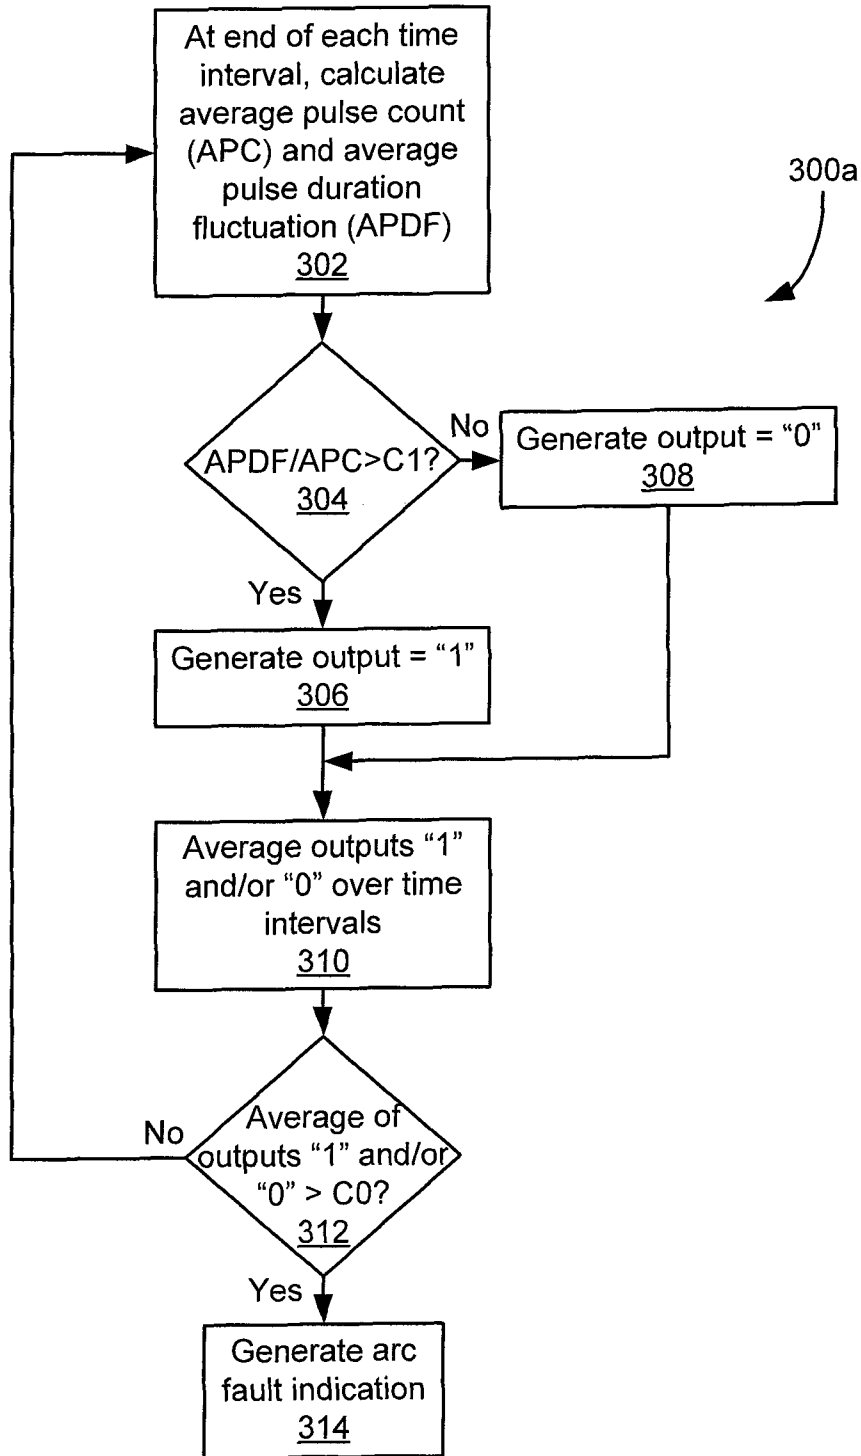 At end of each time
interval, calculate
average pulse count
(APC) and average
pulse duration
fluctuation (APDF)
302
300a
APDF/APC>C1?
304
No
Generate output = “0”
308
Yes
Generate output = “1”
306
Average outputs “1”
and/or “0” over time
intervals
310
Average of
outputs “1” and/or
“0” > C0?
312
No
Yes
Generate arc
fault indication
314